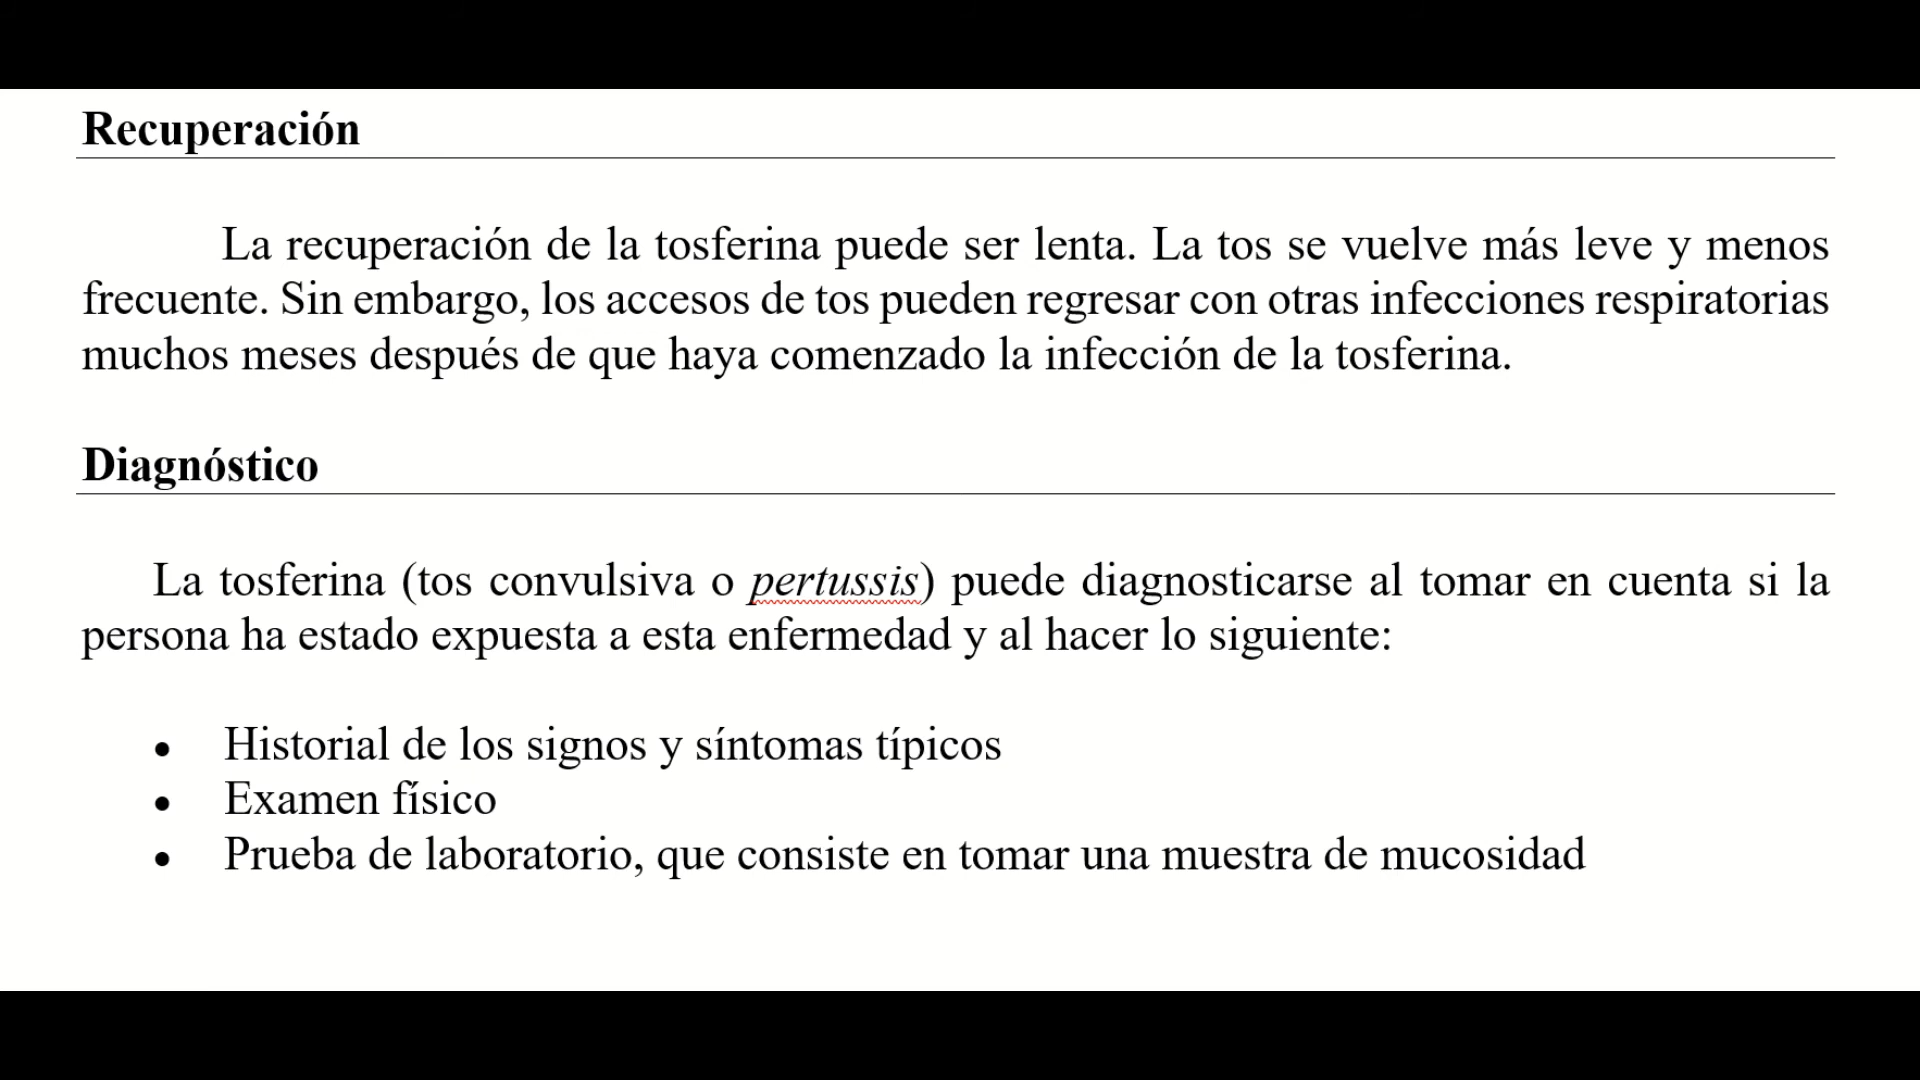 Recuperación
La recuperación de la tosferina puede ser lenta. La tos se vuelve más leve y menos
frecuente. Sin embargo, los accesos de tos pueden regresar con otras infecciones respiratorias
muchos meses después de que haya comenzado la infección de la tosferina.
Diagnóstico
La tosferina (tos convulsiva o pertussis) puede diagnosticarse al tomar en cuenta si la
persona ha estado expuesta a esta enfermedad y al hacer lo siguiente:
• Historial de los signos y síntomas típicos
• Examen físico
• Prueba de laboratorio, que consiste en tomar una muestra de mucosidad